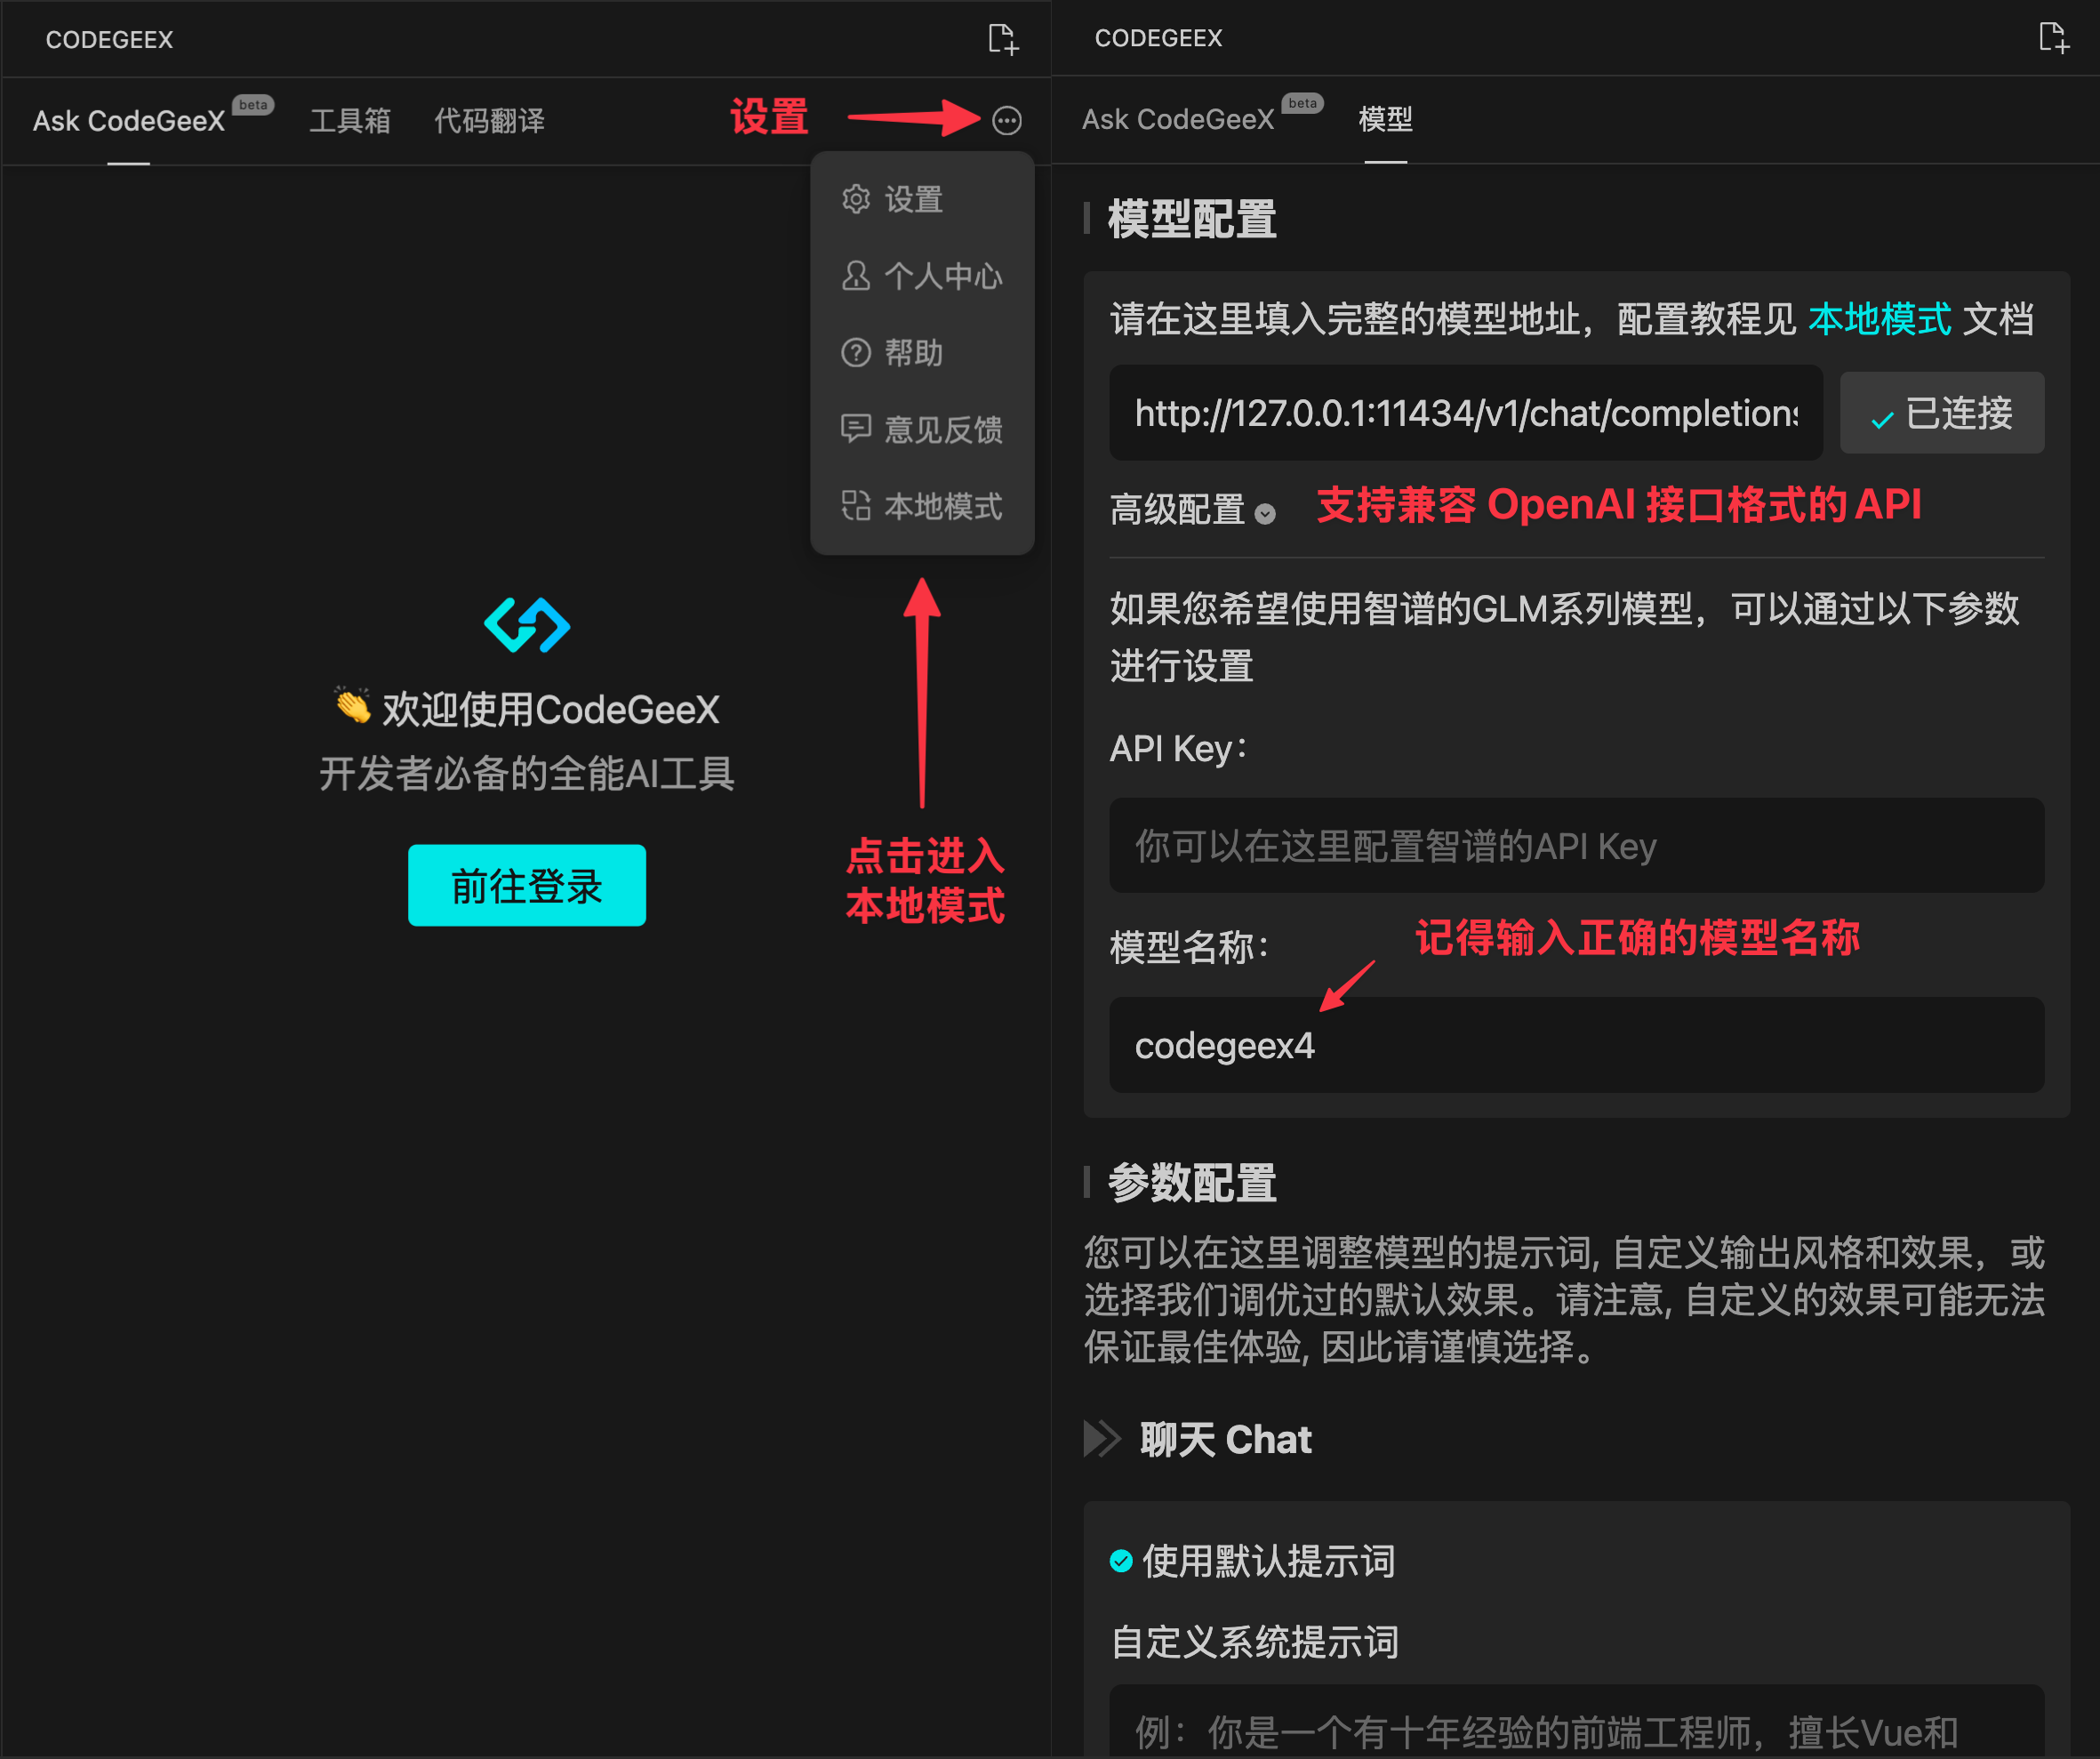 CODEGEEX
Ask CodeGeeX beta 工具箱 代码翻译 设置
设置
个人中心
帮助
意见反馈
本地模式
点击进入
本地模式
👏 欢迎使用CodeGeeX
开发者必备的全能AI工具
前往登录
CODEGEEX
Ask CodeGeeX beta 模型
模型配置
请在这里填入完整的模型地址，配置教程见 本地模式 文档
http://127.0.0.1:11434/v1/chat/completions 已连接
高级配置 支持兼容 OpenAI 接口格式的 API
如果您希望使用智谱的GLM系列模型，可以通过以下参数
进行设置
API Key：
你可以在这里配置智谱的API Key
模型名称： 记得输入正确的模型名称
codegeex4
参数配置
您可以在这里调整模型的提示词, 自定义输出风格和效果，或
选择我们调优过的默认效果。请注意, 自定义的效果可能无法
保证最佳体验, 因此请谨慎选择。
聊天 Chat
使用默认提示词
自定义系统提示词
例：你是一个有十年经验的前端工程师，擅长Vue和